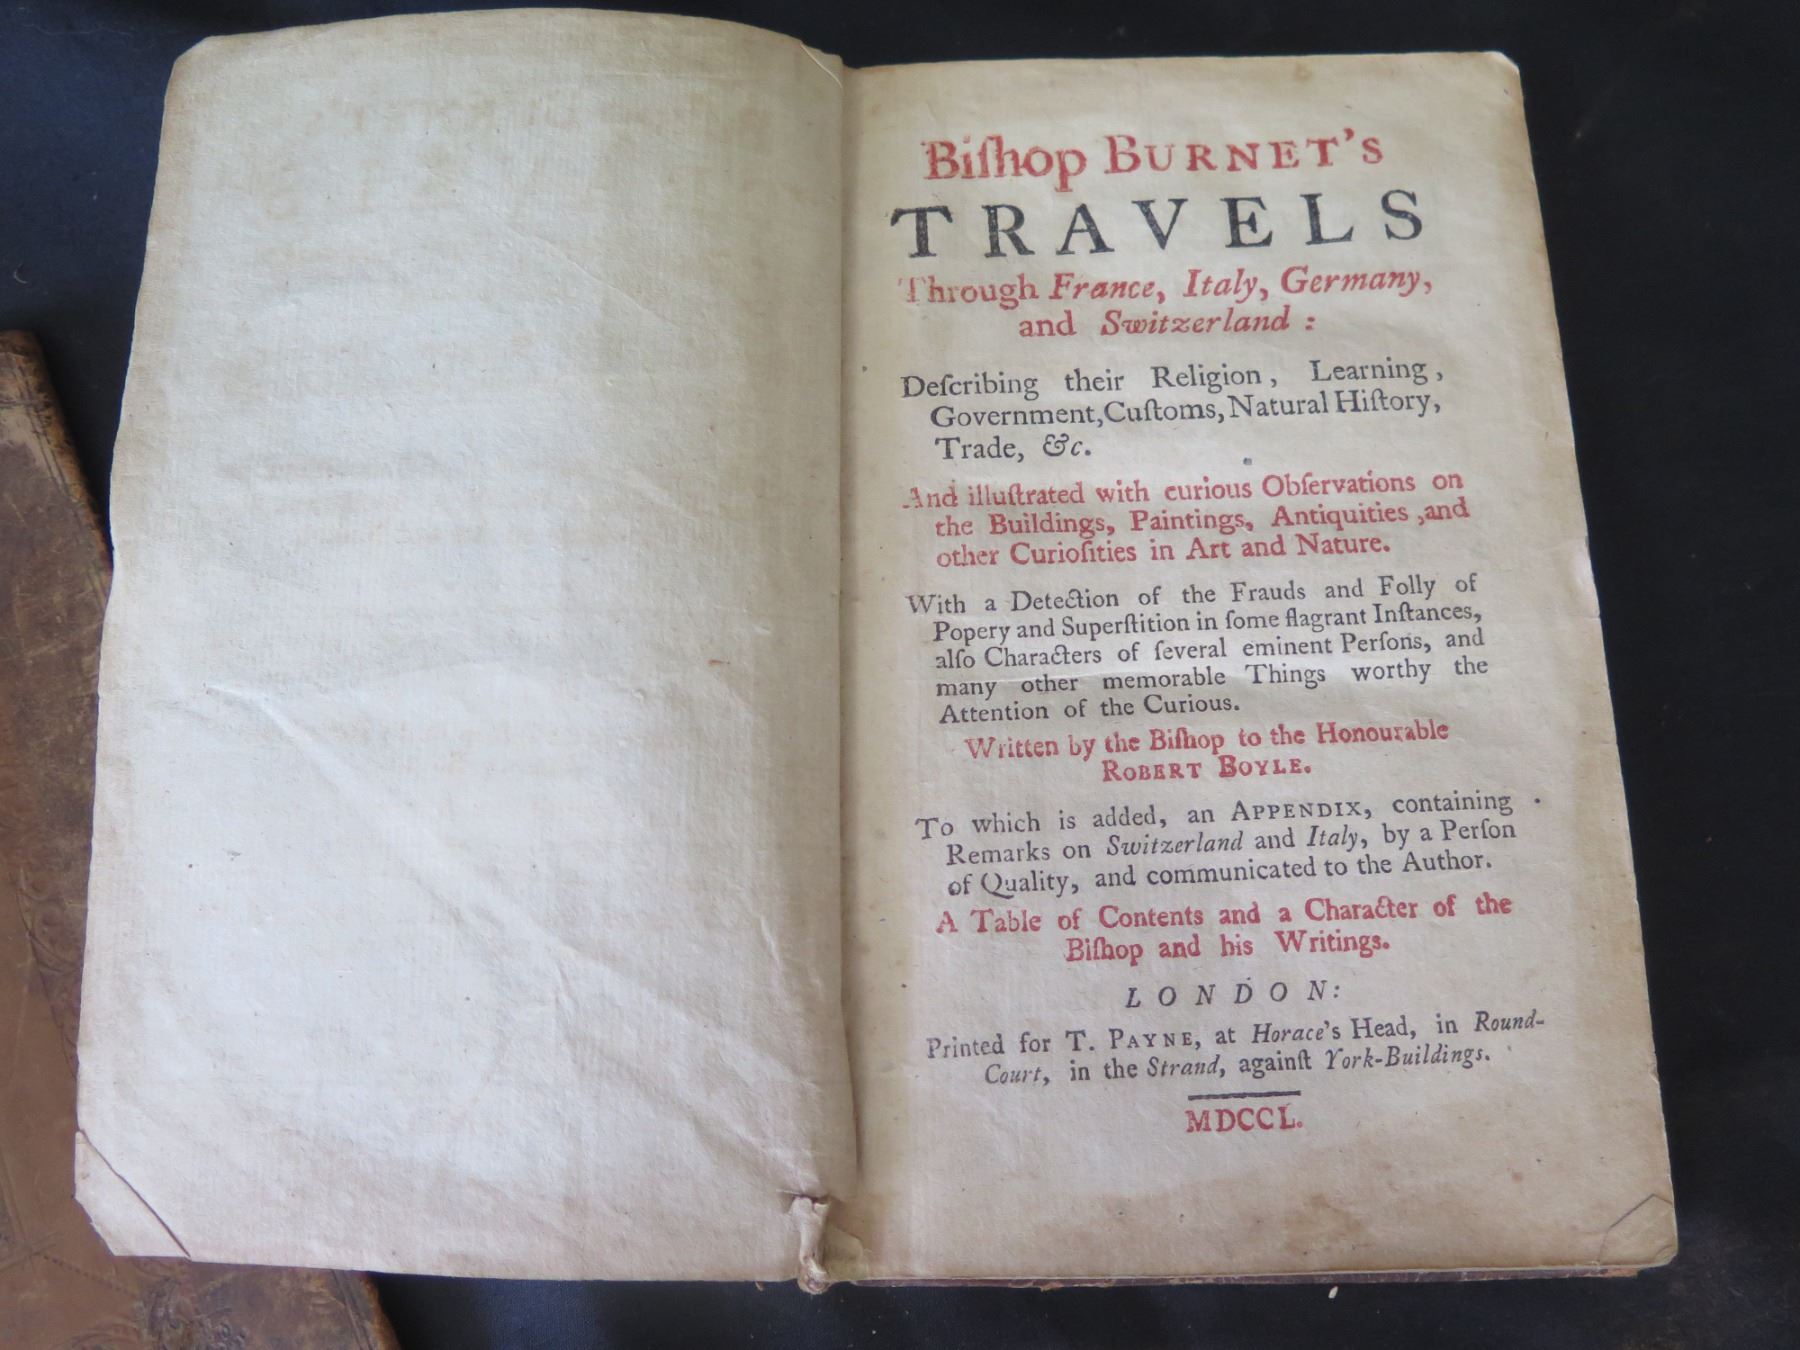 Biſhop BURNET's
TRAVELS
Through France, Italy, Germany,
and Switzerland :
Deſcribing their Religion, Learning,
Government, Cuſtoms, Natural Hiſtory,
Trade, &c.
And illuſtrated with curious Obſervations on
the Buildings, Paintings, Antiquities, and
other Curioſities in Art and Nature.
With a Detection of the Frauds and Folly of
Popery and Superſtition in ſome flagrant Inſtances,
alſo Characters of ſeveral eminent Perſons, and
many other memorable Things worthy the
Attention of the Curious.
Written by the Biſhop to the Honourable
ROBERT BOYLE.
To which is added, an APPENDIX, containing
Remarks on Switzerland and Italy, by a Perſon
of Quality, and communicated to the Author.
A Table of Contents and a Character of the
Biſhop and his Writings.
LONDON:
Printed for T. PAYNE, at Horace's Head, in Round-
Court, in the Strand, againſt York-Buildings.
MDCCL.